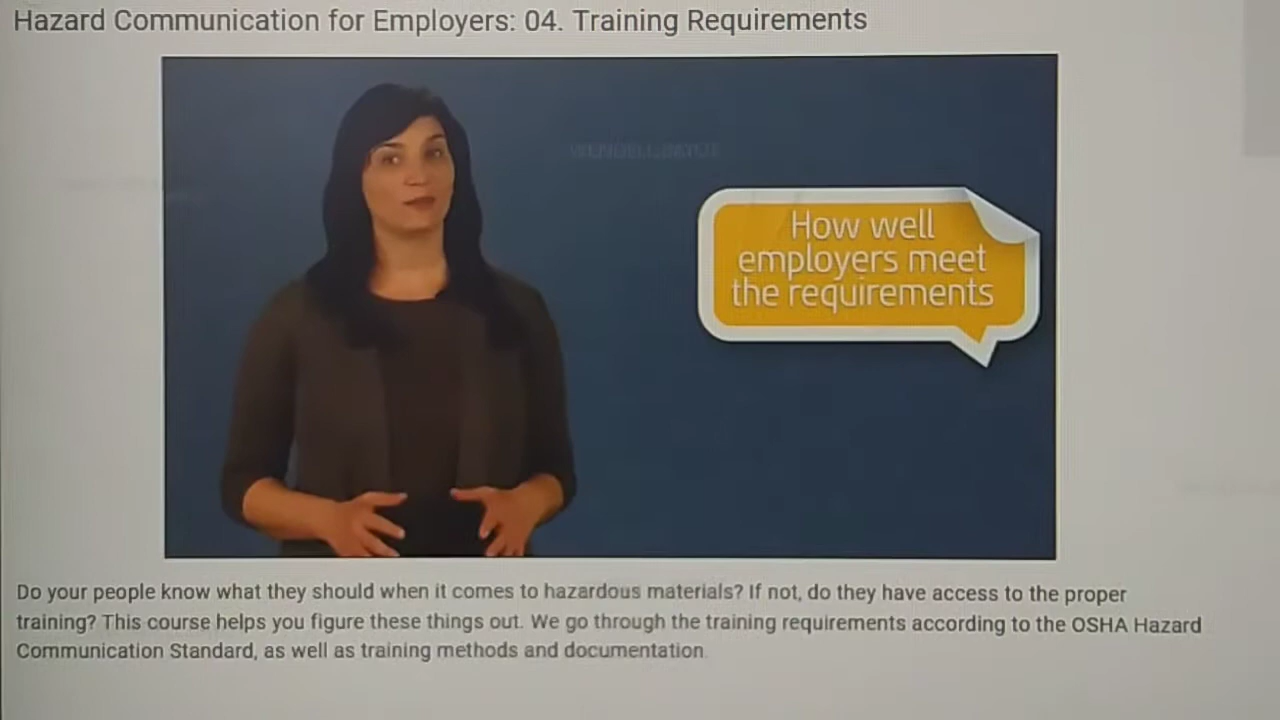 Hazard Communication for Employers: 04. Training Requirements
How well
employers meet
the requirements
Do your people know what they should when it comes to hazardous materials? If not, do they have access to the proper
training? This course helps you figure these things out. We go through the training requirements according to the OSHA Hazard
Communication Standard, as well as training methods and documentation.